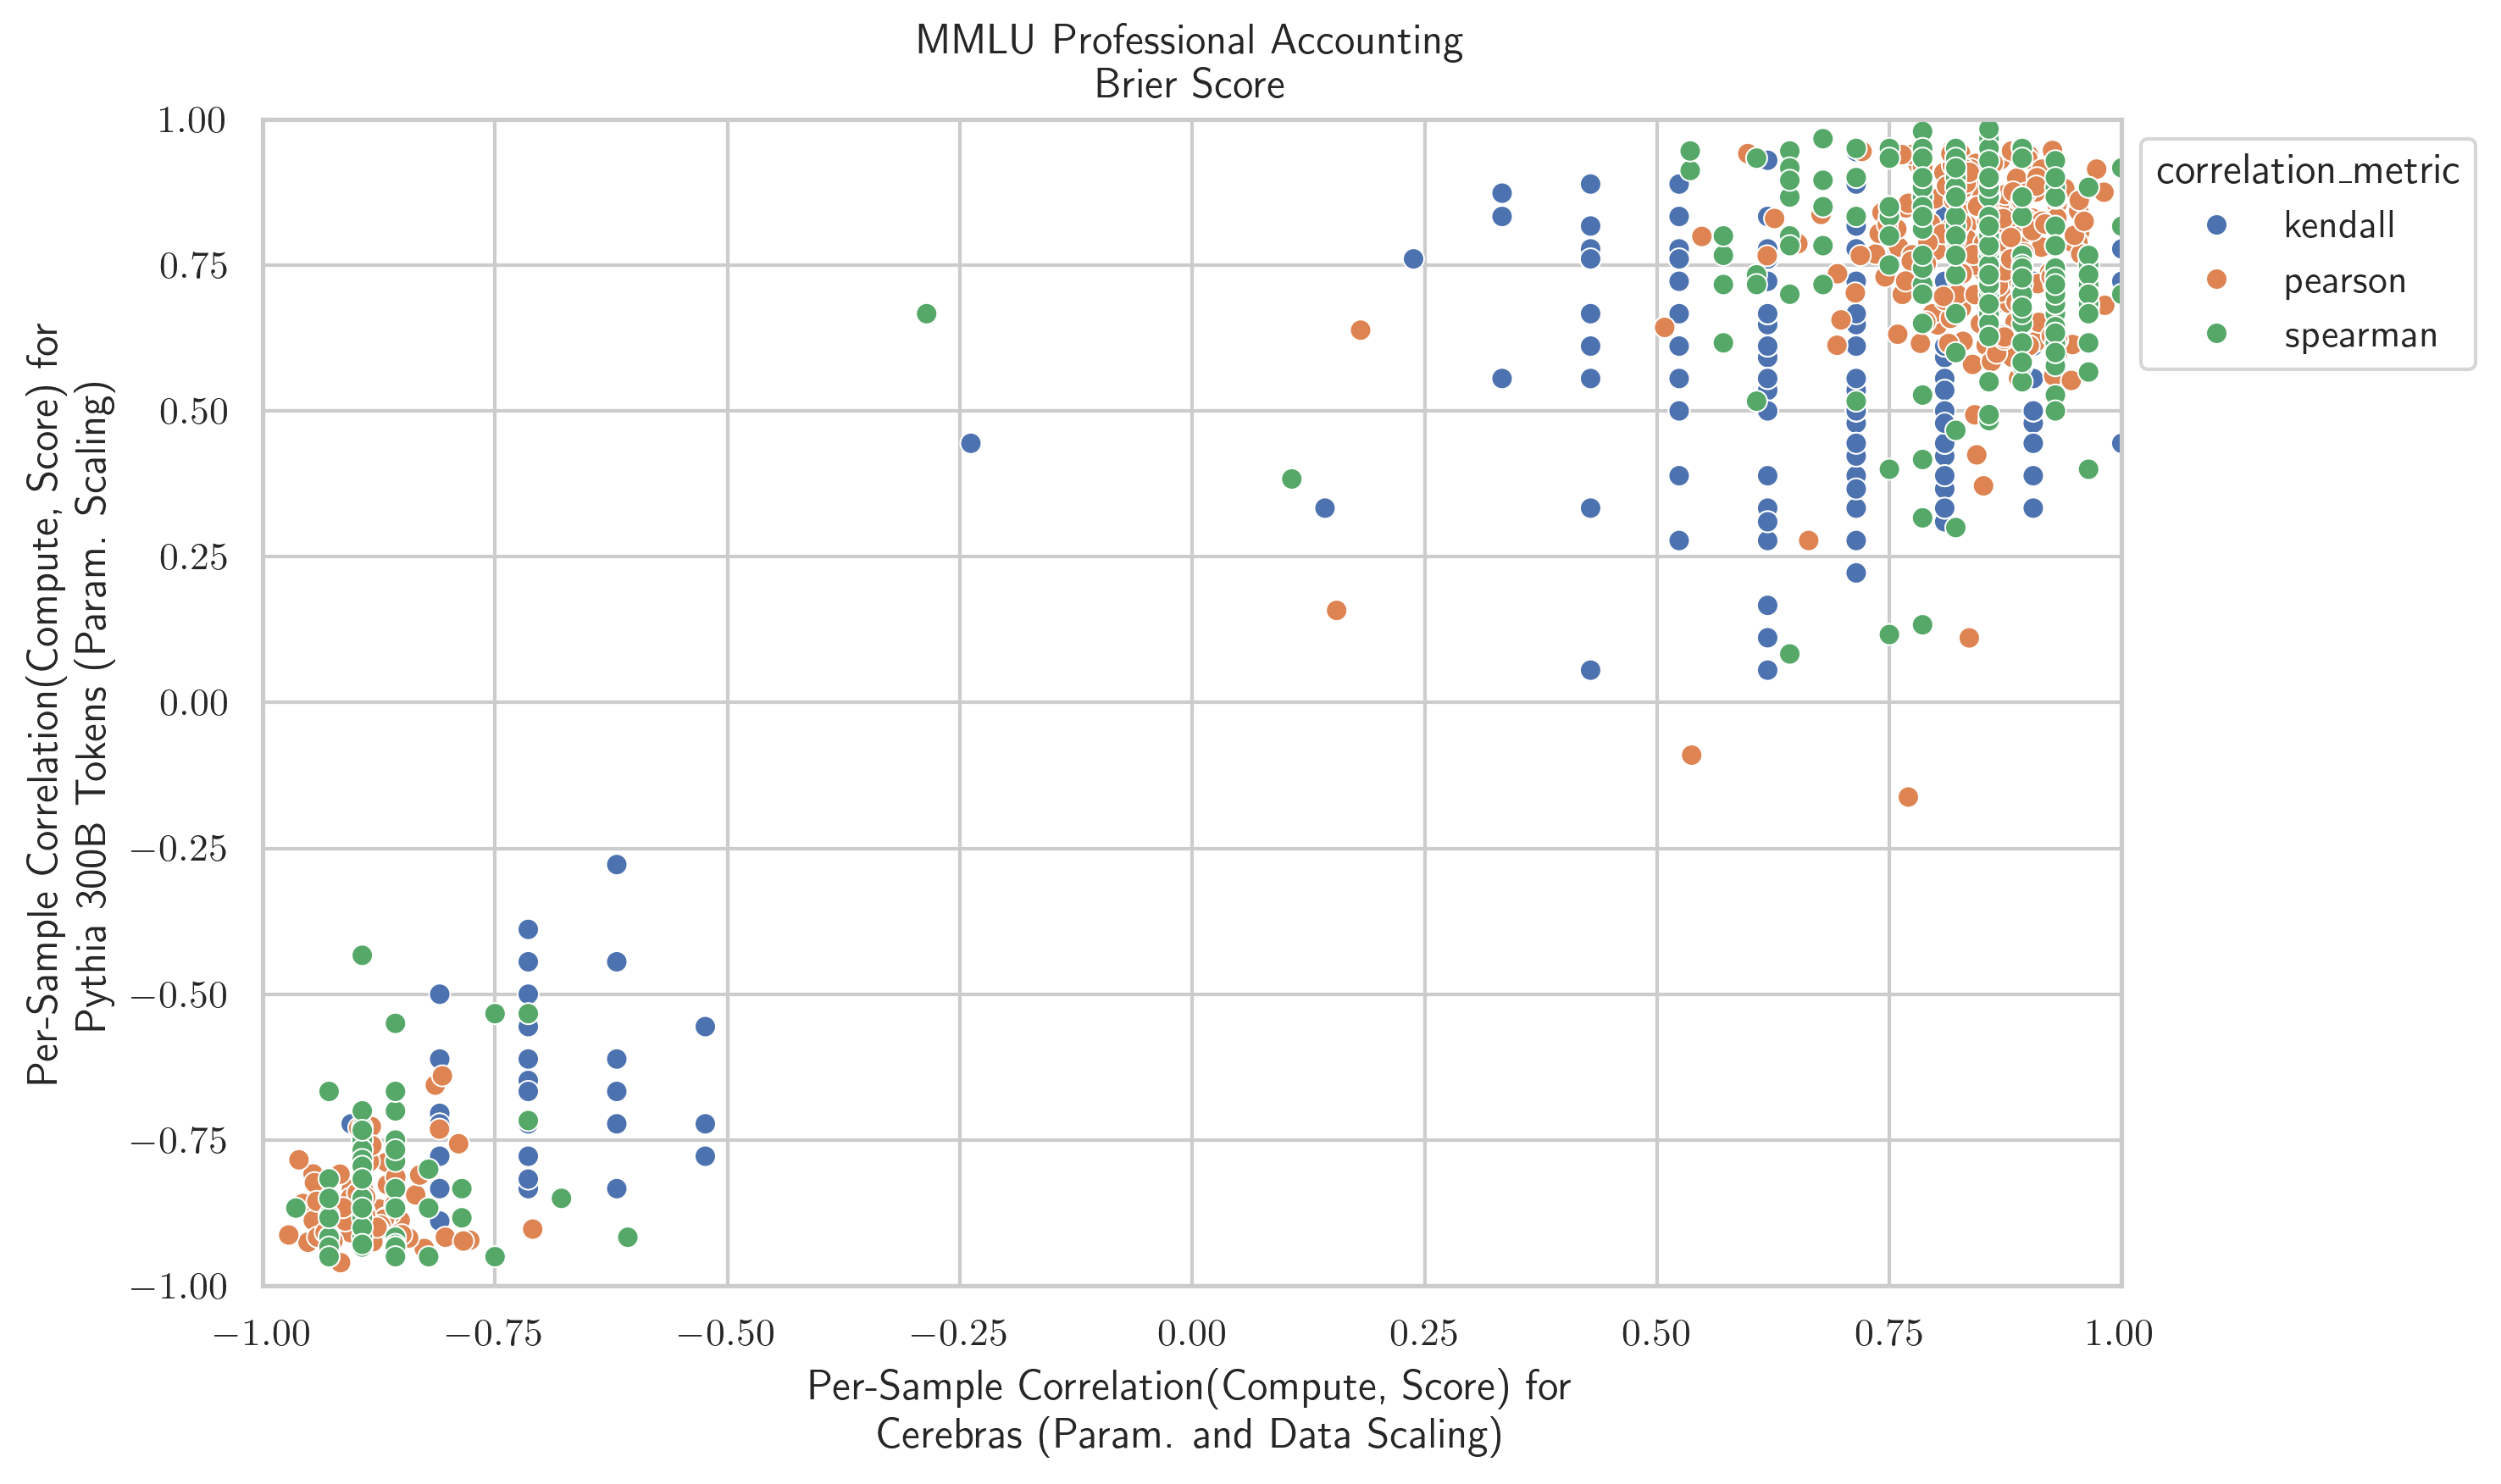 MMLU Professional Accounting
Brier Score
Per-Sample Correlation(Compute, Score) for
Pythia 300B Tokens (Param. Scaling)
1.00
0.75
0.50
0.25
0.00
−0.25
−0.50
−0.75
−1.00
−1.00 −0.75 −0.50 −0.25 0.00 0.25 0.50 0.75 1.00
Per-Sample Correlation(Compute, Score) for
Cerebras (Param. and Data Scaling)
correlation_metric
kendall
pearson
spearman